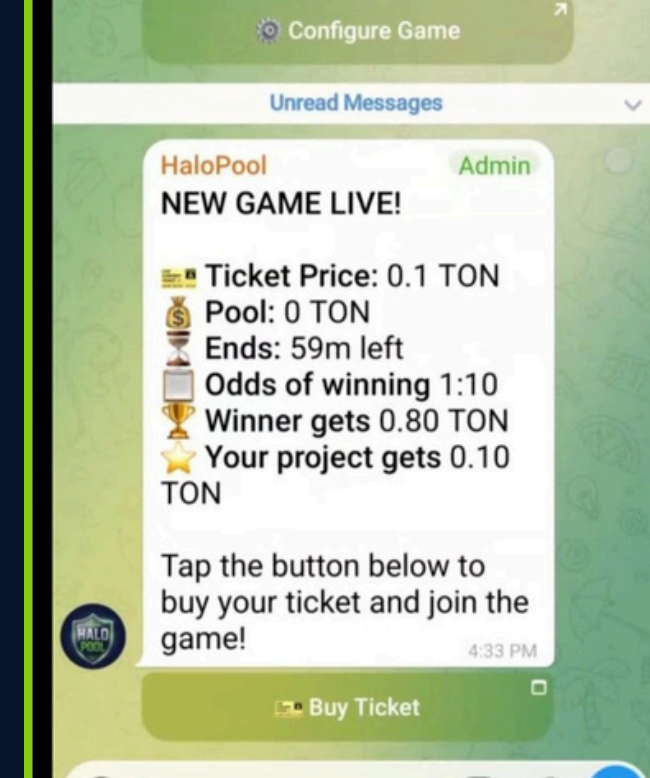 Configure Game
Unread Messages
HaloPool Admin
NEW GAME LIVE!
Ticket Price: 0.1 TON
Pool: 0 TON
Ends: 59m left
Odds of winning 1:10
Winner gets 0.80 TON
Your project gets 0.10
TON
Tap the button below to
buy your ticket and join the
game!
4:33 PM
HALO
POOL
Buy Ticket